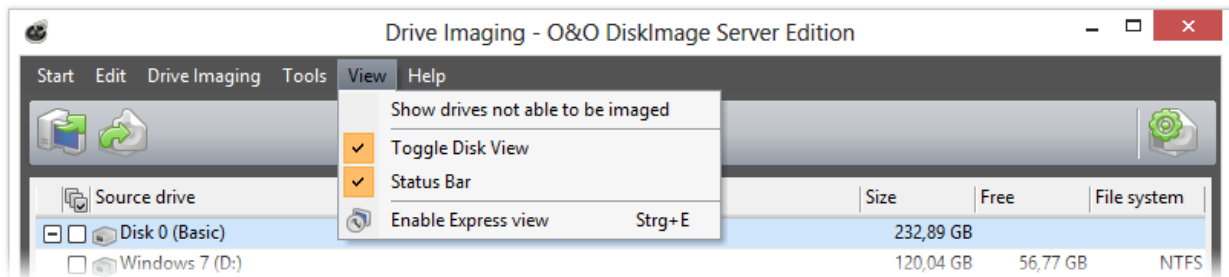 Drive Imaging - O&O DiskImage Server Edition
Start Edit Drive Imaging Tools View Help
Show drives not able to be imaged
Toggle Disk View
Status Bar
Enable Express view Strg+E
Source drive Size Free File system
Disk 0 (Basic) 232,89 GB
Windows 7 (D:) 120,04 GB 56,77 GB NTFS